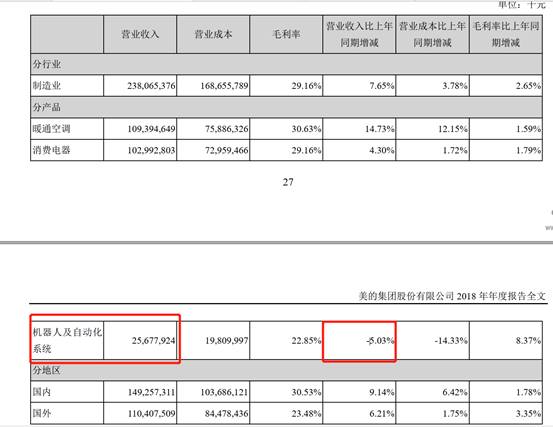 单位：千元
营业收入 营业成本 毛利率 营业收入比上年同期增减 营业成本比上年同期增减 毛利率比上年同期增减
分行业
制造业 238,065,376 168,655,789 29.16% 7.65% 3.78% 2.65%
分产品
暖通空调 109,394,649 75,886,326 30.63% 14.73% 12.15% 1.59%
消费电器 102,992,803 72,959,466 29.16% 4.30% 1.72% 1.79%
27
美的集团股份有限公司 2018 年年度报告全文
机器人及自动化系统 25,677,924 19,809,997 22.85% -5.03% -14.33% 8.37%
分地区
国内 149,257,311 103,686,121 30.53% 9.14% 6.42% 1.78%
国外 110,407,509 84,478,436 23.48% 6.21% 1.75% 3.35%